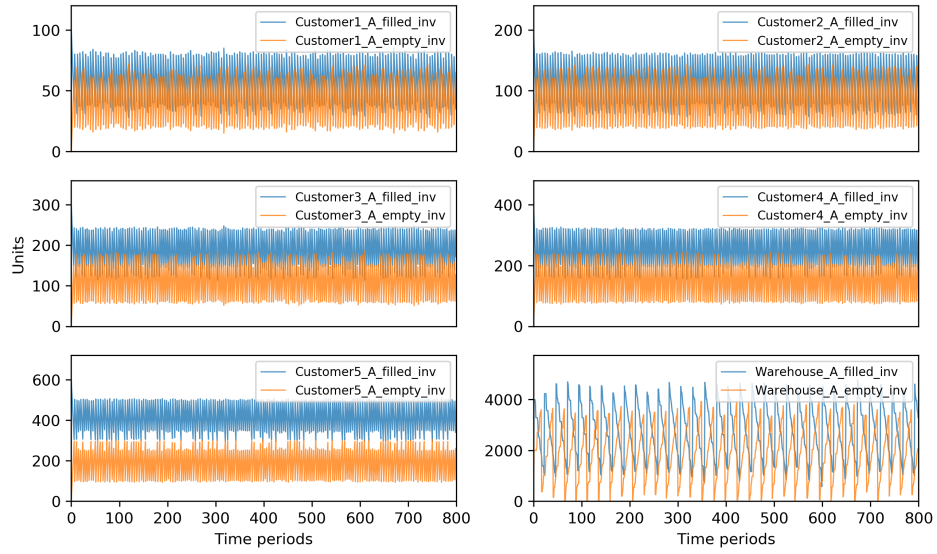 Customer1_A_filled_inv
Customer1_A_empty_inv
100
50
0
Customer2_A_filled_inv
Customer2_A_empty_inv
200
100
0
Customer3_A_filled_inv
Customer3_A_empty_inv
300
200
100
0
Units
Customer4_A_filled_inv
Customer4_A_empty_inv
400
200
0
Customer5_A_filled_inv
Customer5_A_empty_inv
600
400
200
0
0 100 200 300 400 500 600 700 800
Time periods
Warehouse_A_filled_inv
Warehouse_A_empty_inv
4000
2000
0
0 100 200 300 400 500 600 700 800
Time periods